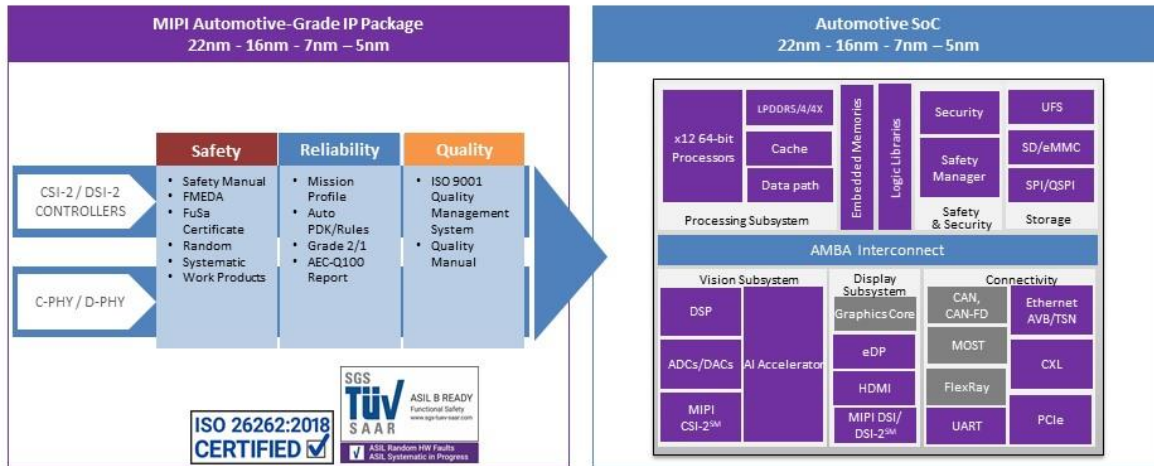 MIPI Automotive-Grade IP Package
22nm - 16nm - 7nm – 5nm
CSI-2 / DSI-2
CONTROLLERS
C-PHY / D-PHY
Safety
• Safety Manual
• FMEDA
• FuSa
Certificate
• Random
• Systematic
• Work Products
Reliability
• Mission
Profile
• Auto
PDK/Rules
• Grade 2/1
• AEC-Q100
Report
Quality
• ISO 9001
Quality
Management
System
• Quality
Manual
ISO 26262:2018
CERTIFIED
SGS
TÜV
SAAR
ASIL B READY
Functional Safety
www.sgs-tuev-saar.com
ASIL Random HW Faults
ASIL Systematic in Progress
Automotive SoC
22nm - 16nm - 7nm – 5nm
x12 64-bit
Processors
LPDDR5/4/4X
Cache
Data path
Processing Subsystem
Embedded Memories
Logic Libraries
Security
Safety
Manager
Safety
& Security
UFS
SD/eMMC
SPI/QSPI
Storage
AMBA Interconnect
Vision Subsystem
DSP
ADCs/DACs
MIPI
CSI-2℠
AI Accelerator
Display
Subsystem
Graphics Core
eDP
HDMI
MIPI DSI/
DSI-2℠
Connectivity
CAN,
CAN-FD
MOST
FlexRay
UART
Ethernet
AVB/TSN
CXL
PCIe